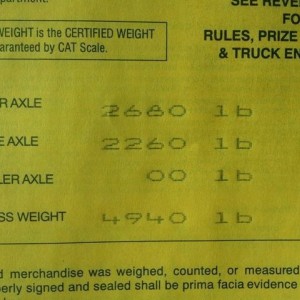 partment.
SEE REVE
FO
RULES, PRIZE
& TRUCK EN
WEIGHT is the CERTIFIED WEIGHT
aranteed by CAT Scale.
R AXLE 2680 lb
E AXLE 2260 lb
LER AXLE 00 lb
SS WEIGHT 4940 lb
d merchandise was weighed, counted, or measured
erly signed and sealed shall be prima facia evidence